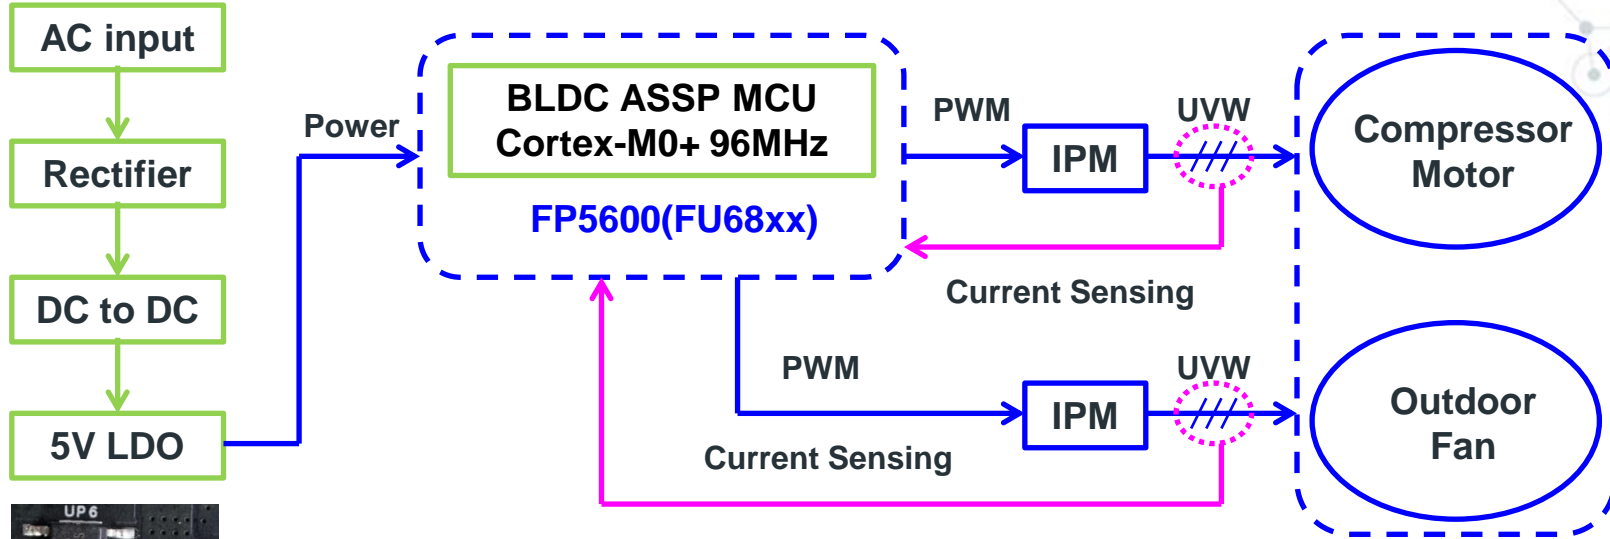 AC input
Rectifier
DC to DC
5V LDO
UP6
Power
BLDC ASSP MCU
Cortex-M0+ 96MHz
FP5600(FU68xx)
PWM
IPM
UVW
Compressor
Motor
Current Sensing
PWM
IPM
UVW
Outdoor
Fan
Current Sensing